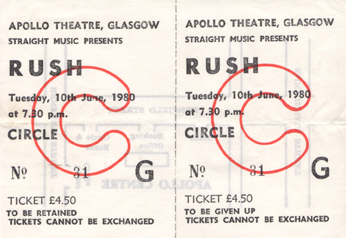 APOLLO THEATRE, GLASGOW
STRAIGHT MUSIC PRESENTS
RUSH
Tuesday, 10th June, 1980
at 7.30 p.m.
CIRCLE
C
No 31 G
TICKET £4.50
TO BE RETAINED
TICKETS CANNOT BE EXCHANGED
APOLLO THEATRE, GLASGOW
STRAIGHT MUSIC PRESENTS
RUSH
Tuesday, 10th June, 1980
at 7.30 p.m.
CIRCLE
C
No 31 G
TICKET £4.50
TO BE GIVEN UP
TICKETS CANNOT BE EXCHANGED
APOLLO CENTRE